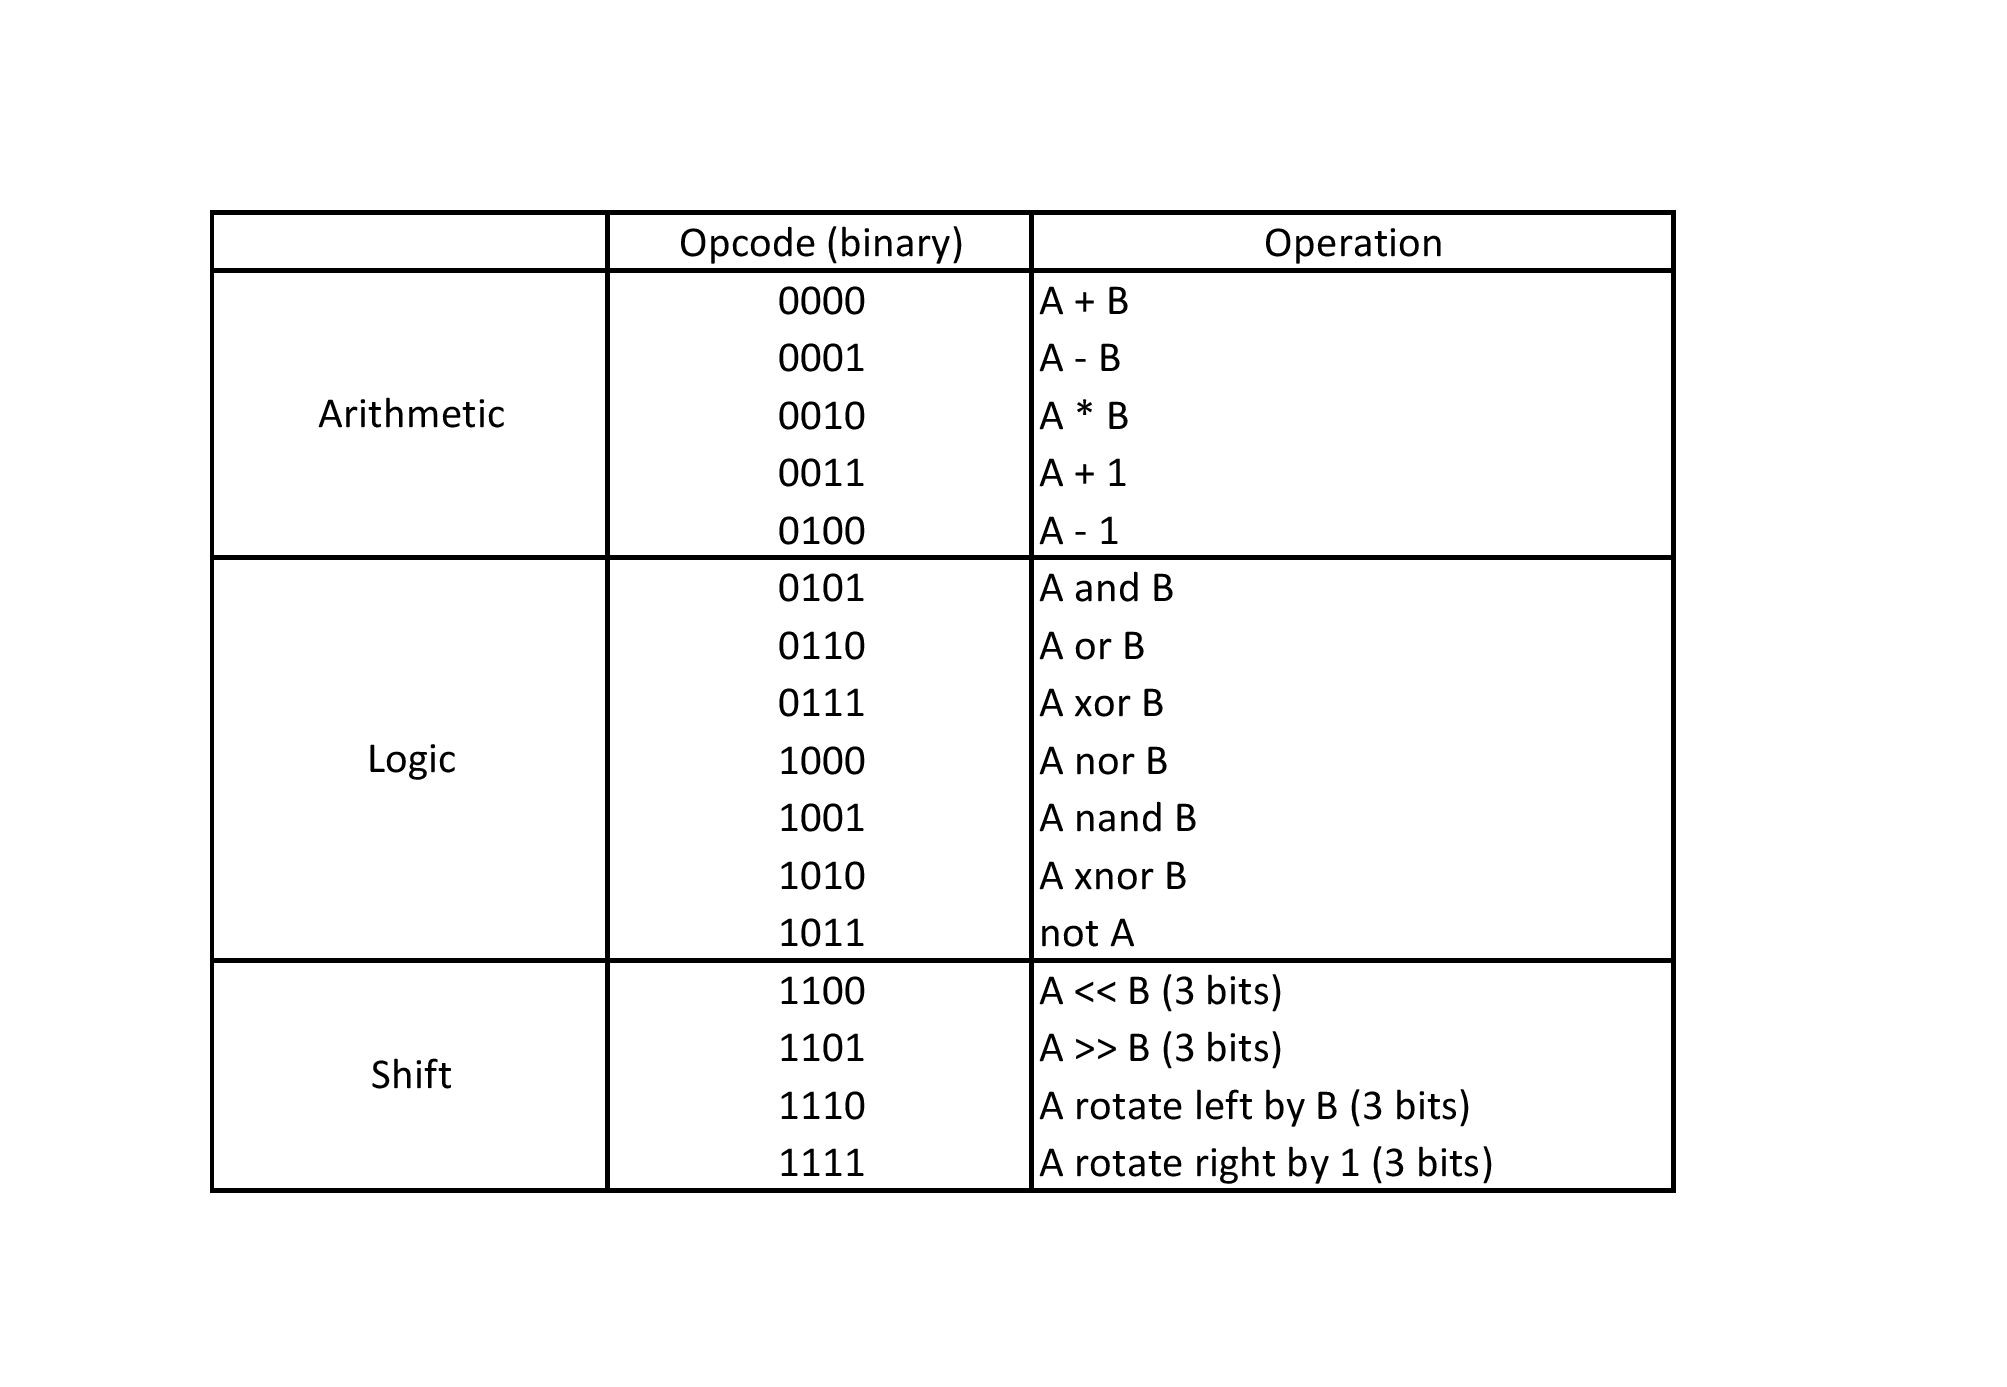 Opcode (binary) Operation
Arithmetic
0000 A + B
0001 A - B
0010 A * B
0011 A + 1
0100 A - 1
Logic
0101 A and B
0110 A or B
0111 A xor B
1000 A nor B
1001 A nand B
1010 A xnor B
1011 not A
Shift
1100 A << B (3 bits)
1101 A >> B (3 bits)
1110 A rotate left by B (3 bits)
1111 A rotate right by 1 (3 bits)